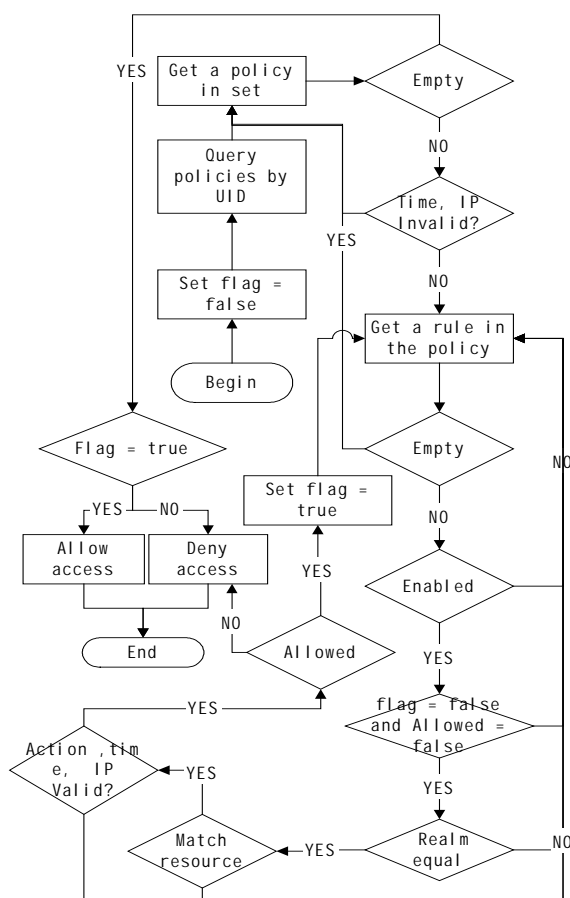 YES
Get a policy
in set
Empty
NO
Query
policies by
UID
Time, IP
Invalid?
YES
NO
Set flag =
false
Get a rule in
the policy
Begin
Flag = true
Empty
NO
Set flag =
true
NO
YES
NO
Allow
access
Deny
access
YES
Enabled
NO
End
Allowed
YES
YES
flag = false
and Allowed =
false
Action ,tim
e, IP
Valid?
YES
YES
Match
resource
YES
Realm
equal
NO